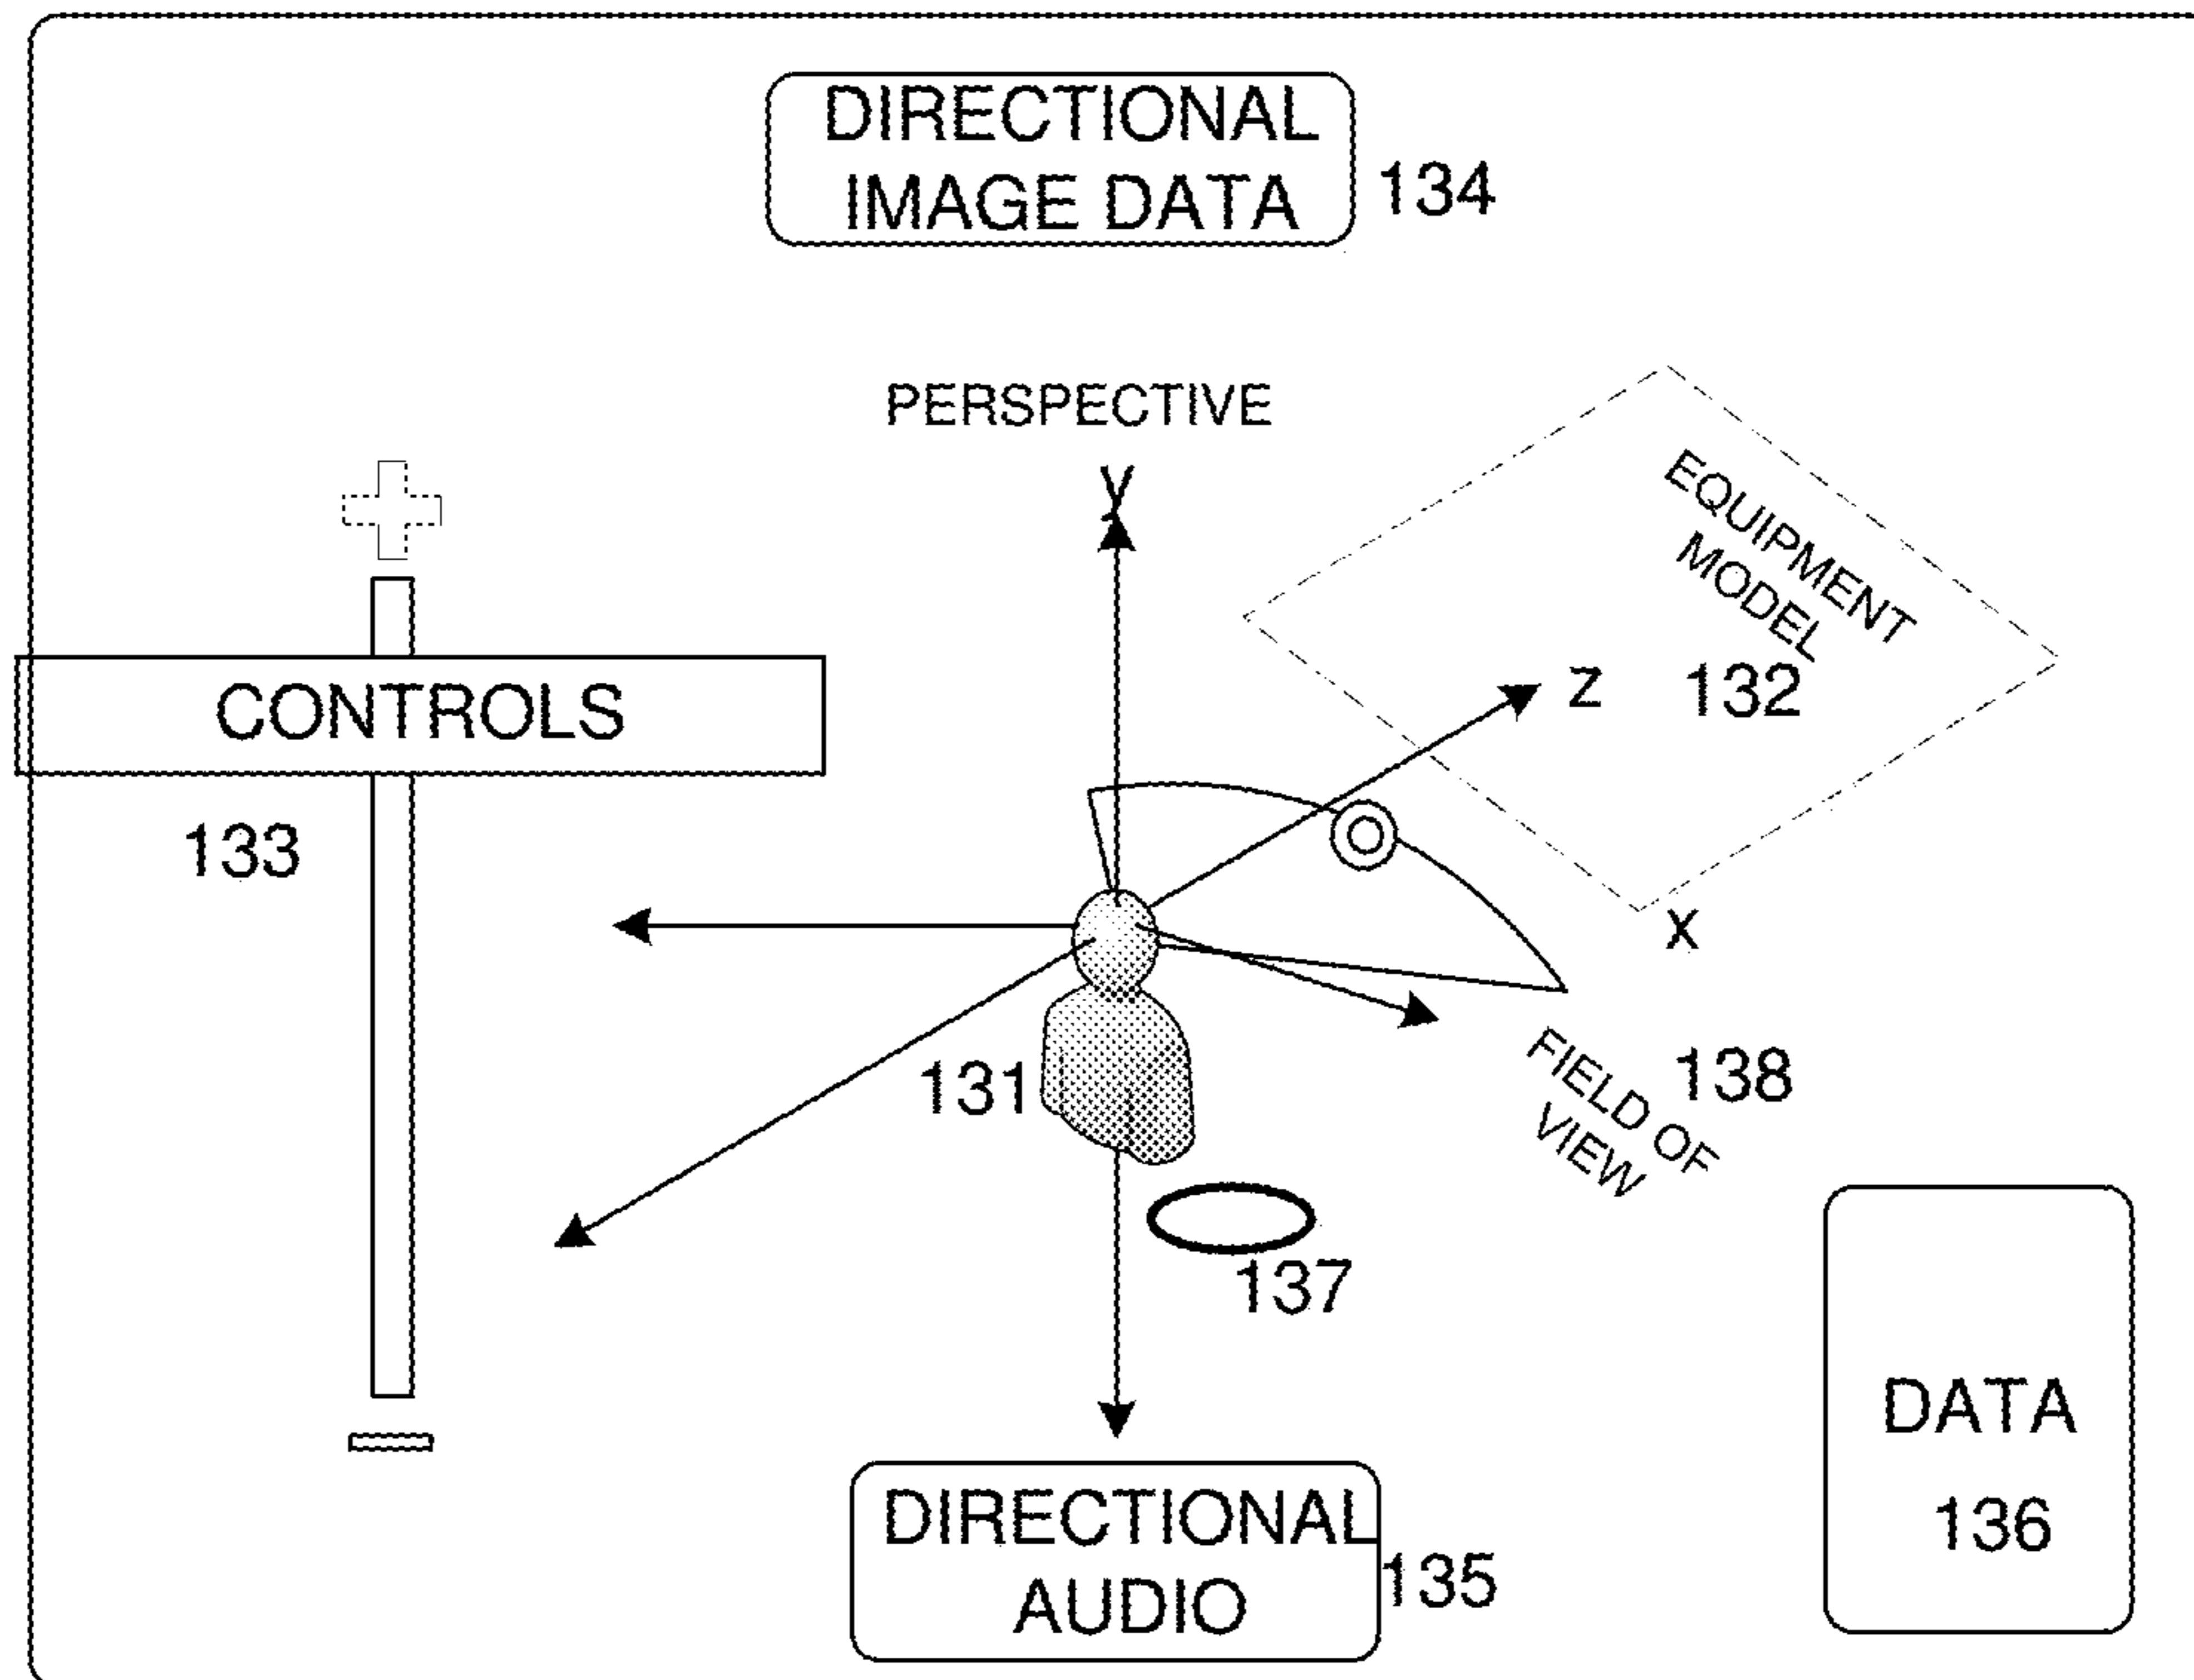 DIRECTIONAL
IMAGE DATA
134
PERSPECTIVE
y
EQUIPMENT
MODEL
132
z
CONTROLS
133
x
131
138
FIELD OF
VIEW
137
DATA
136
DIRECTIONAL
AUDIO
135